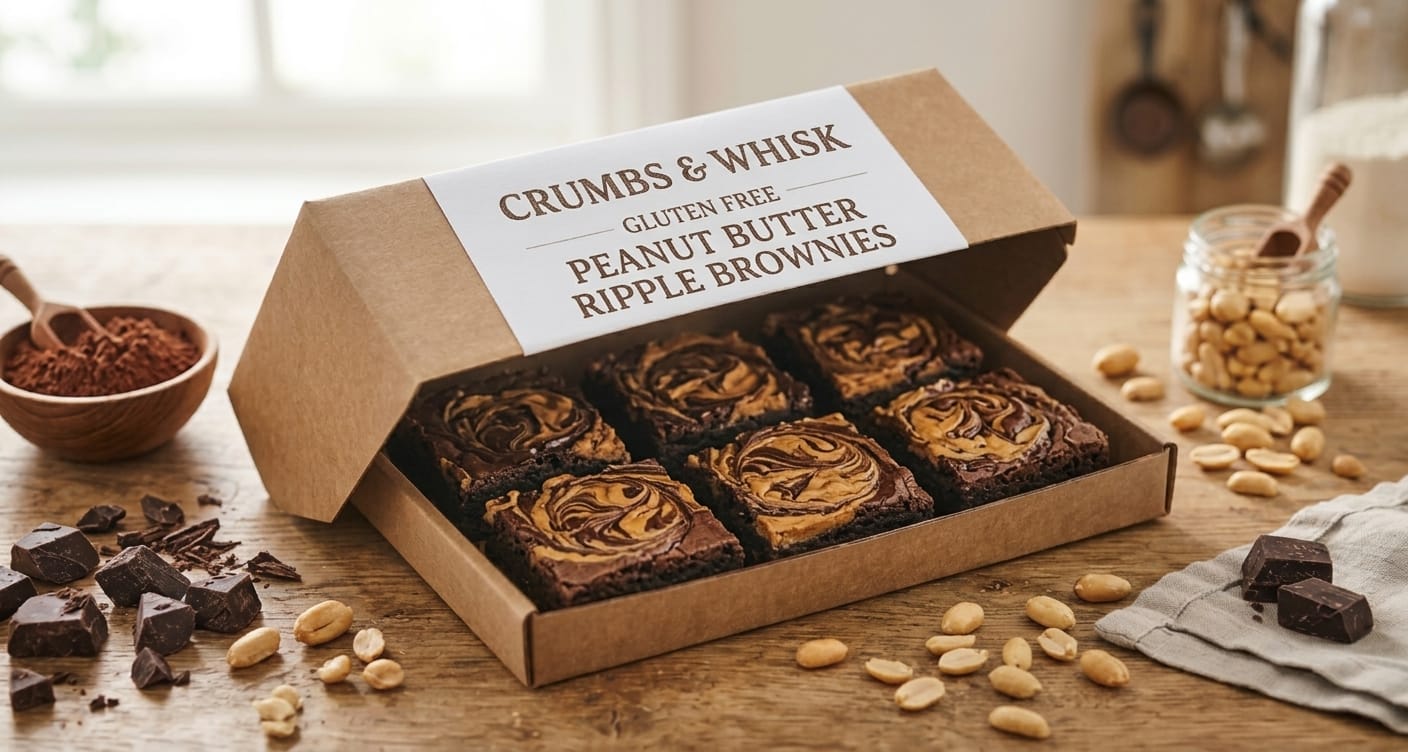 CRUMBS & WHISK
GLUTEN FREE
PEANUT BUTTER
RIPPLE BROWNIES